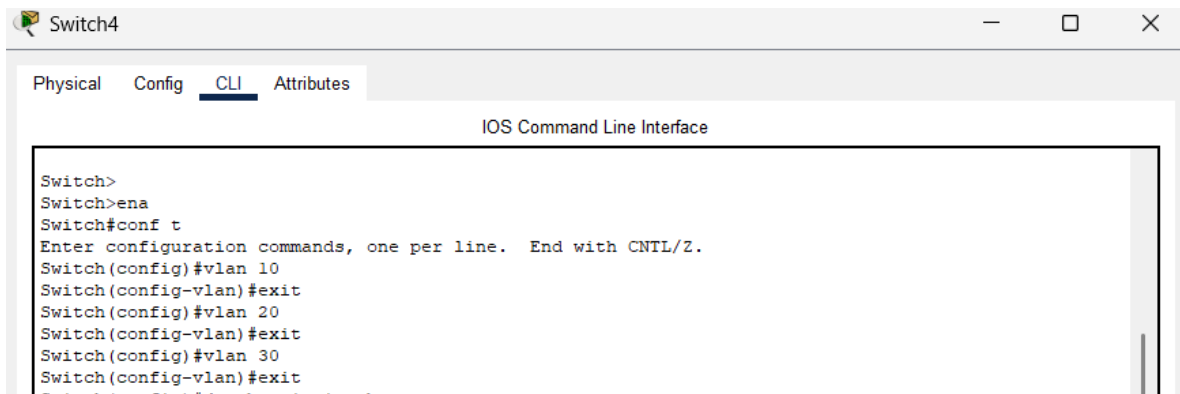 Switch4
Physical Config CLI Attributes
IOS Command Line Interface
Switch>
Switch>ena
Switch#conf t
Enter configuration commands, one per line.  End with CNTL/Z.
Switch(config)#vlan 10
Switch(config-vlan)#exit
Switch(config)#vlan 20
Switch(config-vlan)#exit
Switch(config)#vlan 30
Switch(config-vlan)#exit